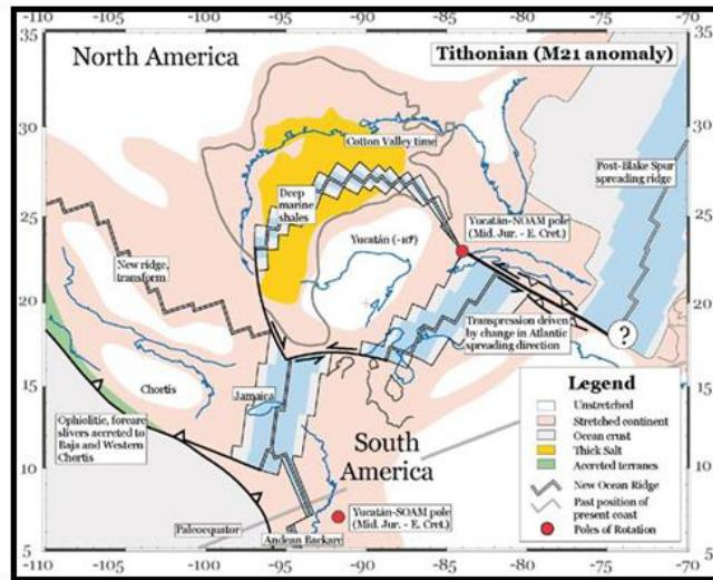 -110 -105 -100 -95 -90 -85 -80 -75 -70
35 35
North America
Tithonian (M21 anomaly)
30 30
Cotton Valley time
Post-Blake Spur
spreading ridge
Deep
marine
shales
25 25
Yucatán-NOAM pole
(Mid. Jur. - E. Cret.)
New ridge,
transform
20 20
Transpression driven
by change in Atlantic
spreading direction
?
15 15
Chortis
Jamaica
Ophiolitic, forearc
slivers accreted to
Baja and Western
Chortis
South
America
10 10
Paleoequator
Yucatán-SOAM pole
(Mid. Jur. - E. Cret.)
Andean Backarc
5 5
Legend
Unstretched
Stretched continent
Ocean crust
Thick Salt
Accreted terranes
New Ocean Ridge
Past position of
present coast
Poles of Rotation
-110 -105 -100 -95 -90 -85 -80 -75 -70
Yucatán